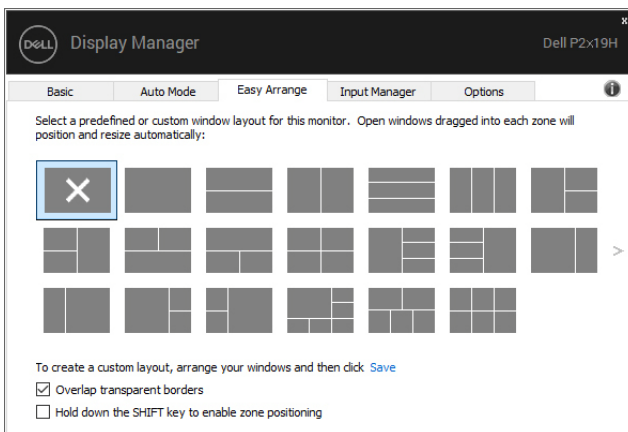 x
DELL Display Manager Dell P2x19H
Basic Auto Mode Easy Arrange Input Manager Options i
Select a predefined or custom window layout for this monitor. Open windows dragged into each zone will
position and resize automatically:
>
To create a custom layout, arrange your windows and then click Save
Overlap transparent borders
Hold down the SHIFT key to enable zone positioning